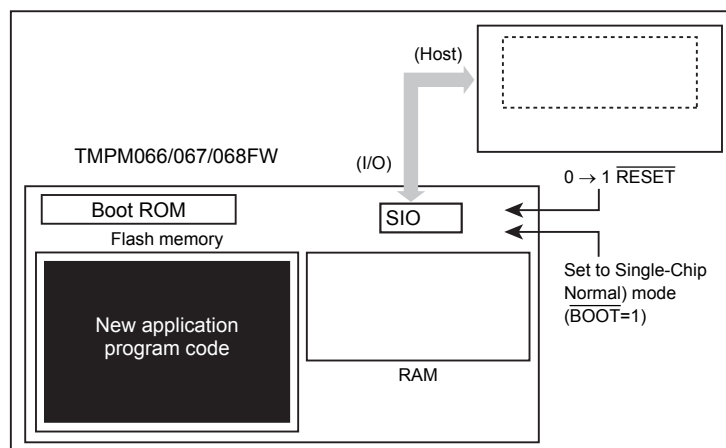 (Host)
TMPM066/067/068FW
(I/O)
0 → 1 RESET
Boot ROM
SIO
Flash memory
Set to Single-Chip
Normal) mode
(BOOT=1)
New application
program code
RAM